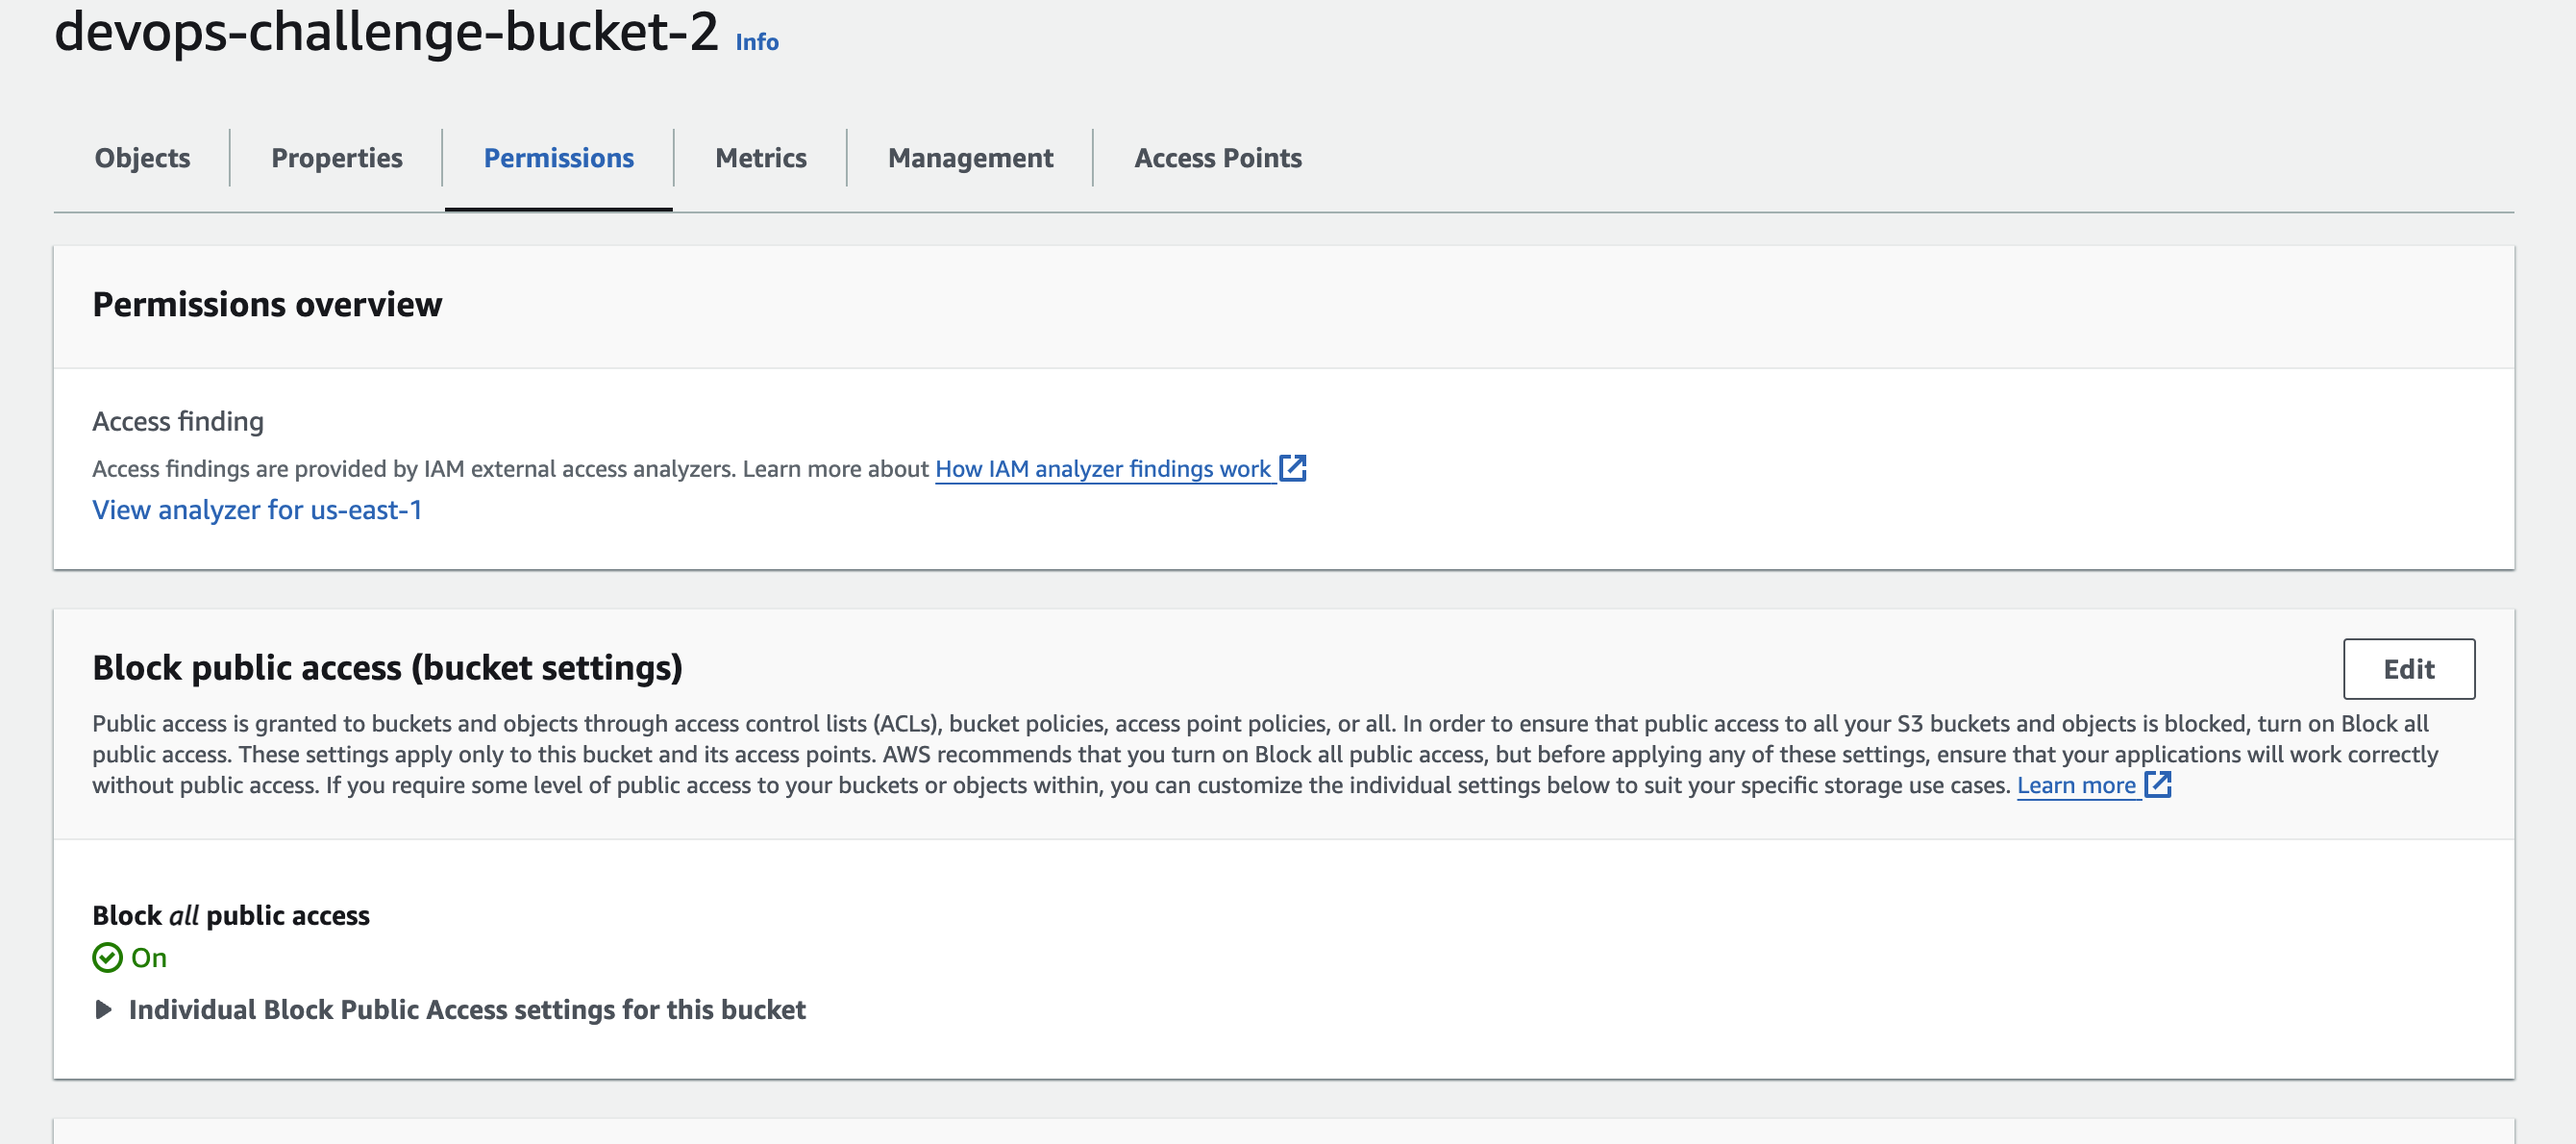 devops-challenge-bucket-2 Info
Objects Properties Permissions Metrics Management Access Points
Permissions overview
Access finding
Access findings are provided by IAM external access analyzers. Learn more about How IAM analyzer findings work
View analyzer for us-east-1
Block public access (bucket settings)
Edit
Public access is granted to buckets and objects through access control lists (ACLs), bucket policies, access point policies, or all. In order to ensure that public access to all your S3 buckets and objects is blocked, turn on Block all
public access. These settings apply only to this bucket and its access points. AWS recommends that you turn on Block all public access, but before applying any of these settings, ensure that your applications will work correctly
without public access. If you require some level of public access to your buckets or objects within, you can customize the individual settings below to suit your specific storage use cases. Learn more
Block all public access
On
Individual Block Public Access settings for this bucket